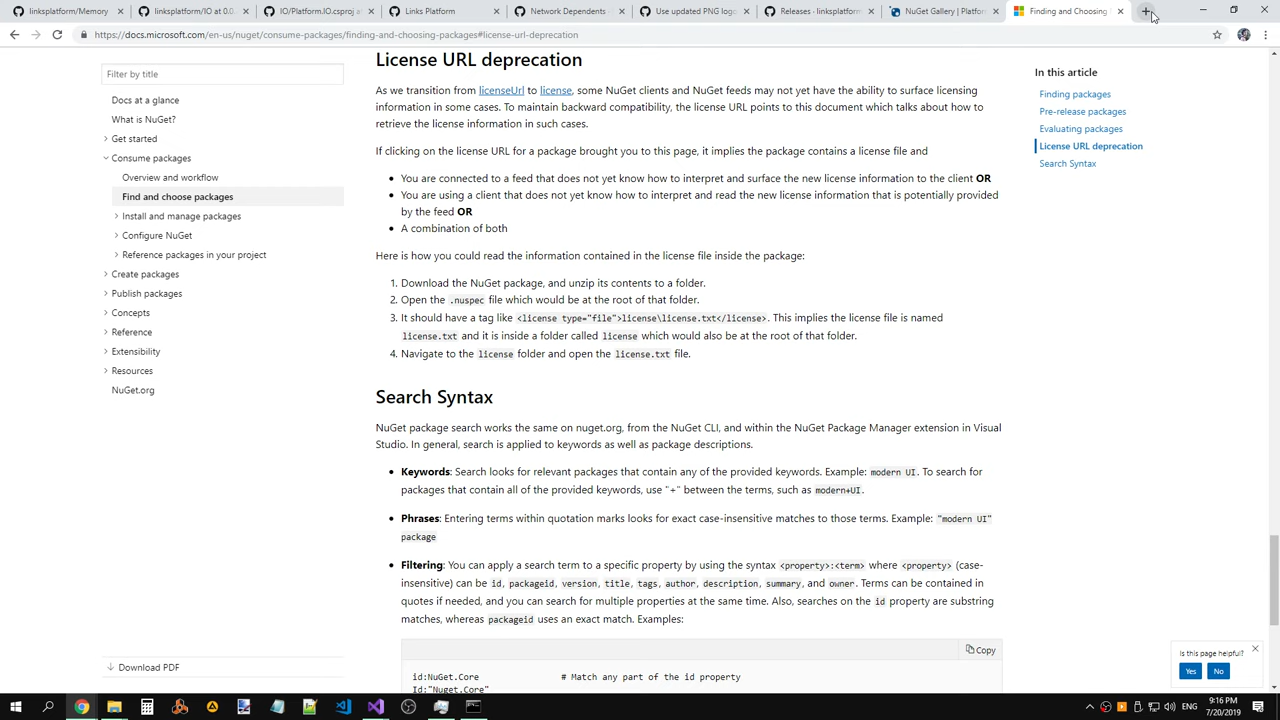 linksplatform/Memory
linksplatform/IO at 0.0.
IO/Platform.IO.csproj at
Links Platform
Network Dependents
Use updated PNG logo
Releases · linksplatform
NuGet Gallery | Platform
Finding and Choosing
https://docs.microsoft.com/en-us/nuget/consume-packages/finding-and-choosing-packages#license-url-deprecation
Filter by title
Docs at a glance
What is NuGet?
Get started
Consume packages
Overview and workflow
Find and choose packages
Install and manage packages
Configure NuGet
Reference packages in your project
Create packages
Publish packages
Concepts
Reference
Extensibility
Resources
NuGet.org
Download PDF
License URL deprecation
As we transition from licenseUrl to license, some NuGet clients and NuGet feeds may not yet have the ability to surface licensing
information in some cases. To maintain backward compatibility, the license URL points to this document which talks about how to
retrieve the license information in such cases.
If clicking on the license URL for a package brought you to this page, it implies the package contains a license file and
• You are connected to a feed that does not yet know how to interpret and surface the new license information to the client OR
• You are using a client that does not yet know how to interpret and read the new license information that is potentially provided
by the feed OR
• A combination of both
Here is how you could read the information contained in the license file inside the package:
1. Download the NuGet package, and unzip its contents to a folder.
2. Open the .nuspec file which would be at the root of that folder.
3. It should have a tag like <license type="file">license\license.txt</license>. This implies the license file is named
license.txt and it is inside a folder called license which would also be at the root of that folder.
4. Navigate to the license folder and open the license.txt file.
Search Syntax
NuGet package search works the same on nuget.org, from the NuGet CLI, and within the NuGet Package Manager extension in Visual
Studio. In general, search is applied to keywords as well as package descriptions.
• Keywords: Search looks for relevant packages that contain any of the provided keywords. Example: modern UI. To search for
packages that contain all of the provided keywords, use "+" between the terms, such as modern+UI.
• Phrases: Entering terms within quotation marks looks for exact case-insensitive matches to those terms. Example: "modern UI"
package
• Filtering: You can apply a search term to a specific property by using the syntax <property>:<term> where <property> (case-
insensitive) can be id, packageid, version, title, tags, author, description, summary, and owner. Terms can be contained in
quotes if needed, and you can search for multiple properties at the same time. Also, searches on the id property are substring
matches, whereas packageid uses an exact match. Examples:
Copy
id:NuGet.Core # Match any part of the id property
Id:"Nuget.Core"
In this article
Finding packages
Pre-release packages
Evaluating packages
License URL deprecation
Search Syntax
Is this page helpful?
Yes
No
9:16 PM
7/20/2019